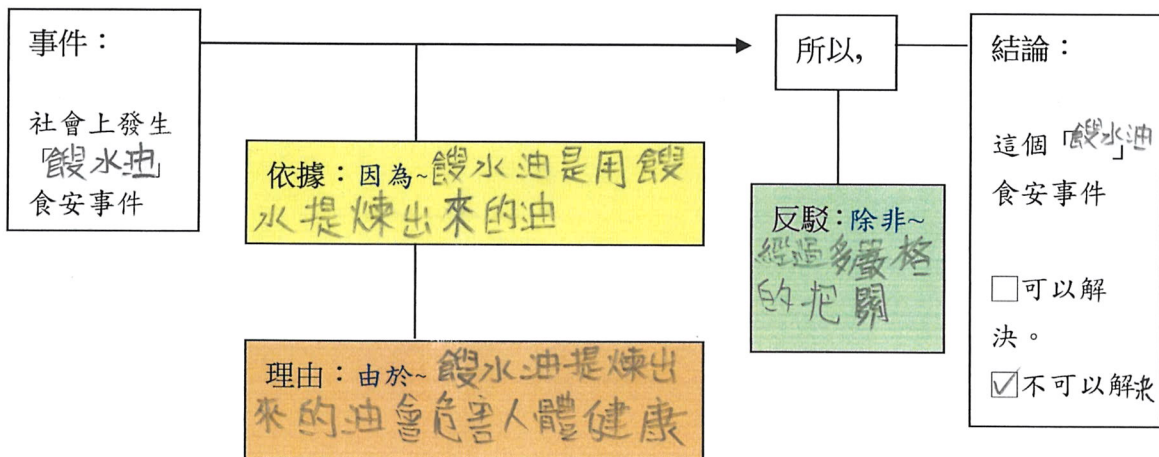 事件：
社會上發生
「餿水油」
食安事件
依據：因為~餿水油是用餿
水提煉出來的油
理由：由於~餿水油提煉出
來的油會危害人體健康
所以,
反駁：除非~
經過多嚴格
的把關
結論：
這個「餿水油」
食安事件
□可以解
決。
☑不可以解決